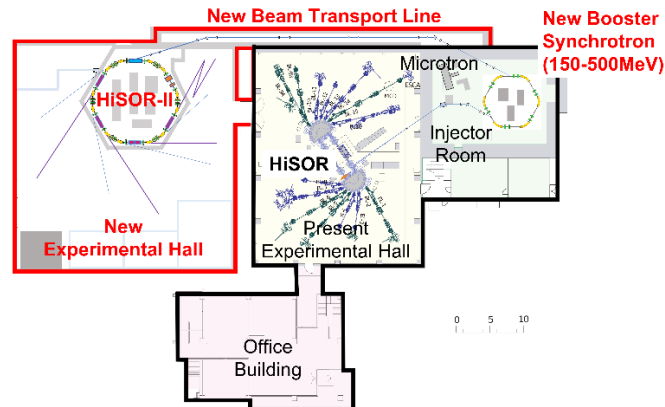 New Beam Transport Line
New Booster
Synchrotron
(150-500MeV)
Microtron
ESCA
HiSOR-II
Injector
Room
HiSOR
New
Experimental Hall
Present
Experimental Hall
0 5 10
Office
Building